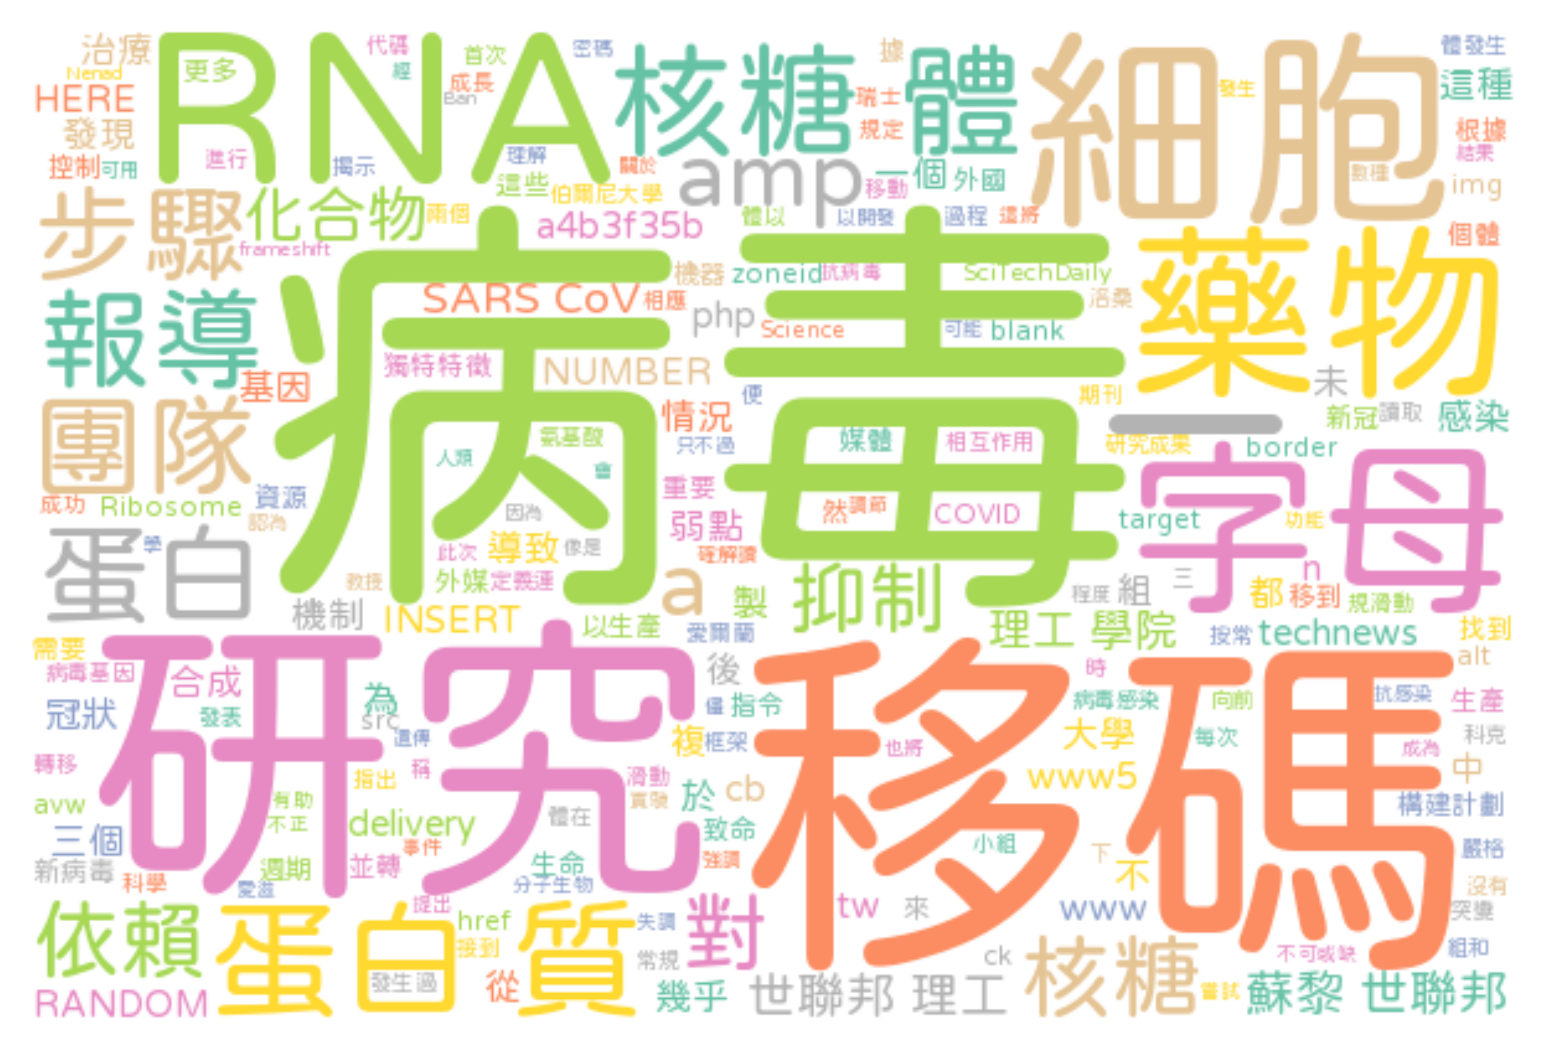 治療
更多
代碼
首次
密碼
據
體發生
Nenad
HERE
RNA
經
成長
Ban
核糖
瑞士
體
細胞
發生
這種
發現
規定
根據
結果
控制
可用
進行
揭示
理解
關於
這些
伯爾尼大學
amp
移動
一個
外國
數種
img
步驟
化合物
兩個
a4b3f35b
體以
以開發
過程
這將
個體
frameshift
報導
病毒
機器
zoneid
抗病毒
SciTechDaily
洛桑
藥物
SARS CoV
相應
php
Science
可能
blank
獨特特徵
NUMBER
基因
便
期刊
未
團隊
情況
只不過
一
新冠
讀取
感染
人類
氨基酸
會
媒體
相互作用
研究成果
border
字母
成功
Ribosome
資源
認為
因為
重要
弱點
然
調節
COVID
target
功能
蛋白
學
此次
導致
像是
確解讀
教授
外媒
定義運
a
製
抑制
程度
組
三
n
都
移到
規滑動
機制
INSERT
以生產
愛爾蘭
理工 學院
按常
technews
找到
需要
病毒基因
合成
研究
後
移碼
時
alt
冠狀
發表
為
src
遺傳
僅
指令
病毒感染
向前
抗感染
生產
轉移
稱
複
框架
也將
大學
每次
成為
科克
指出
滑動
實驗
於
cb
www5
中
avw
有助
不正
delivery
體在
致命
構建計劃
三個
事件
小組
下
不
嚴格
新病毒
科學
週期
愛滋
並轉
生命
分子生物
強調
沒有
依賴
蛋白質
提出
href
接到
失調
常規
對
tw
來
www
突變
組和
發生過
從
ck
核糖
不可或缺
RANDOM
幾乎
世聯邦 理工
嘗試
蘇黎 世聯邦